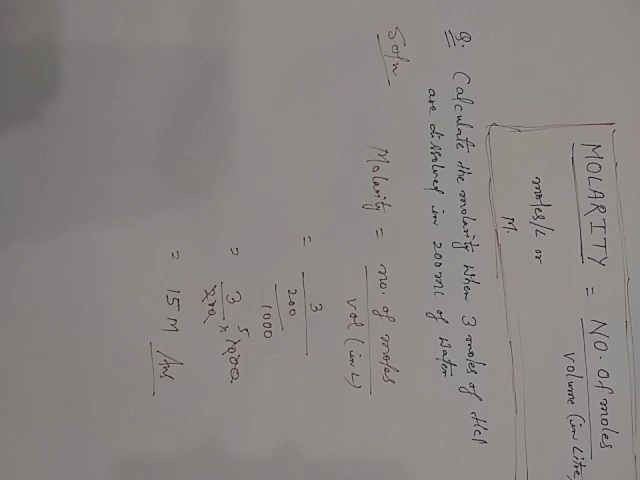 MOLARITY = No. of moles
volume (in Litre)
moles/L or
M.
Q. Calculate the molarity when 3 moles of Hcl
are dissolved in 200 mL of water
Soln
Molarity = no. of moles
vol (in L)
= 3
200
1000
= 3 x 1000 5
200
= 15 M Ans